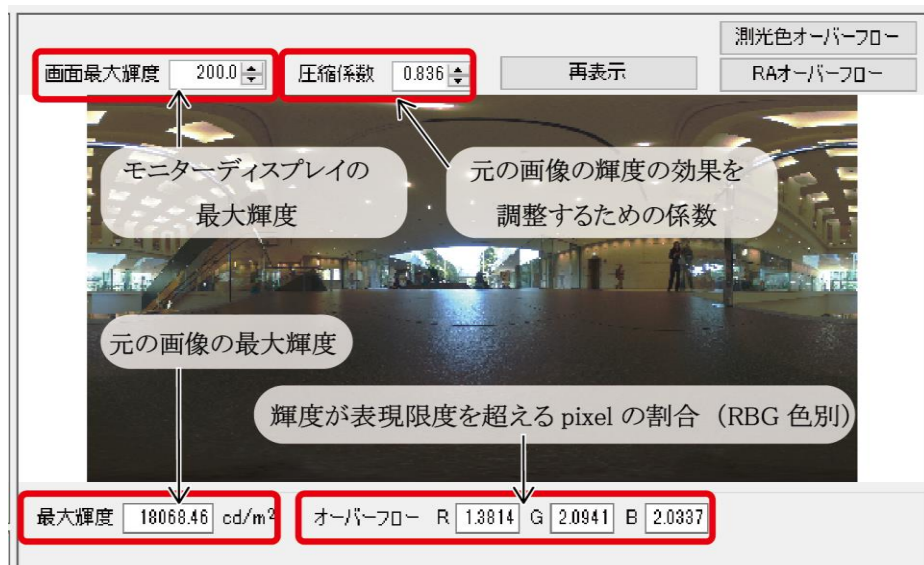 測光色オーバーフロー
画面最大輝度 200.0 圧縮係数 0.836 再表示 RAオーバーフロー
モニターディスプレイの
最大輝度
元の画像の輝度の効果を
調整するための係数
元の画像の最大輝度
輝度が表現限度を超える pixel の割合（RBG 色別）
最大輝度 18068.46 cd/m² オーバーフロー R 1.3814 G 2.0941 B 2.0337